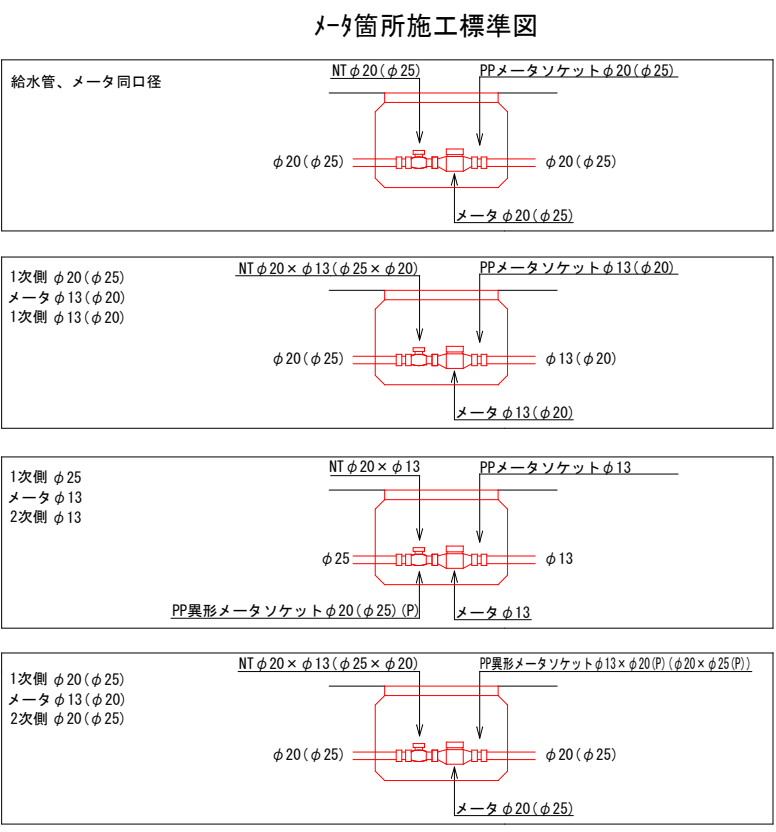 メータ箇所施工標準図
給水管、メータ同口径
NTφ20(φ25)
PPメータソケットφ20(φ25)
φ20(φ25)
φ20(φ25)
メータφ20(φ25)
1次側 φ20(φ25)
メータφ13(φ20)
1次側 φ13(φ20)
NTφ20×φ13(φ25×φ20)
PPメータソケットφ13(φ20)
φ20(φ25)
φ13(φ20)
メータφ13(φ20)
1次側 φ25
メータφ13
2次側 φ13
NTφ20×φ13
PPメータソケットφ13
φ25
φ13
PP異形メータソケットφ20(φ25)(P)
メータφ13
1次側 φ20(φ25)
メータφ13(φ20)
2次側 φ20(φ25)
NTφ20×φ13(φ25×φ20)
PP異形メータソケットφ13×φ20(P)(φ20×φ25(P))
φ20(φ25)
φ20(φ25)
メータφ20(φ25)